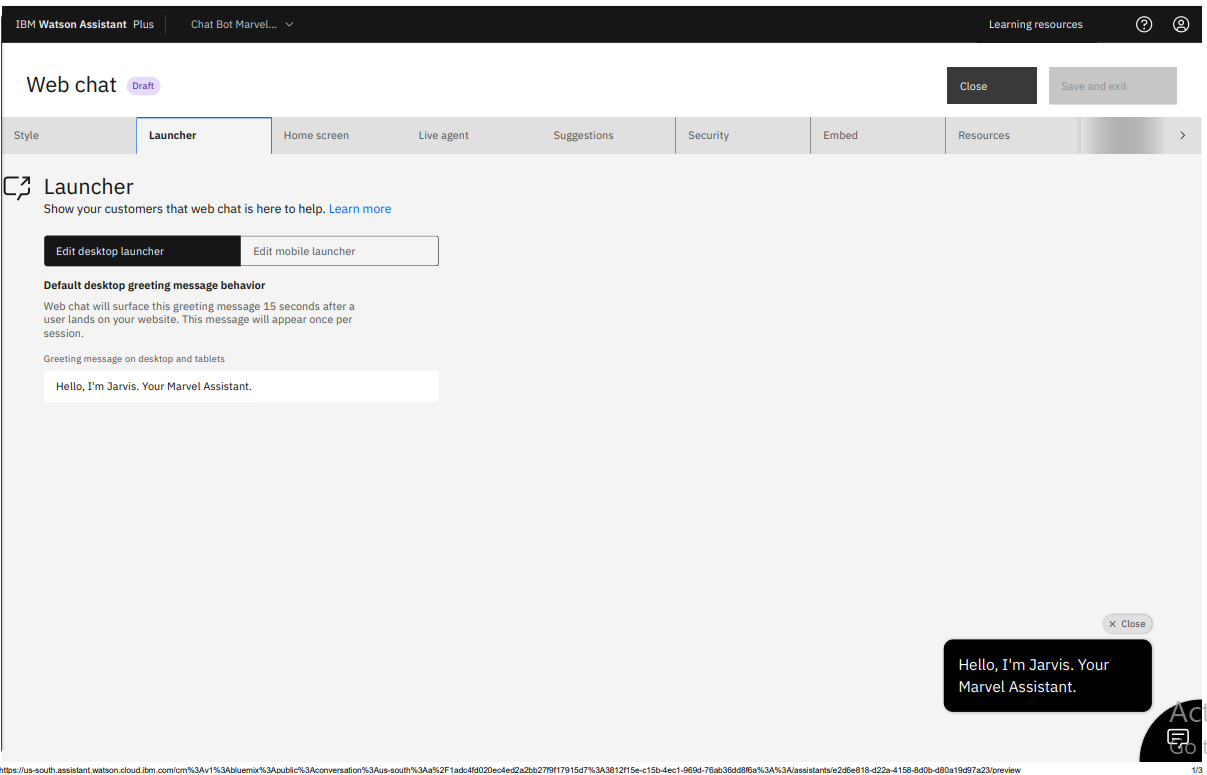 IBM Watson Assistant Plus
Chat Bot Marvel...
Learning resources
Web chat
Draft
Close
Save and exit
Style
Launcher
Home screen
Live agent
Suggestions
Security
Embed
Resources
Launcher
Show your customers that web chat is here to help. Learn more
Edit desktop launcher
Edit mobile launcher
Default desktop greeting message behavior
Web chat will surface this greeting message 15 seconds after a
user lands on your website. This message will appear once per
session.
Greeting message on desktop and tablets
Hello, I'm Jarvis. Your Marvel Assistant.
× Close
Hello, I'm Jarvis. Your
Marvel Assistant.
Act
Go t
https://us-south.assistant.watson.cloud.ibm.com/crn%3Av1%3Abluemix%3Apublic%3Aconversation%3Aus-south%3Aa%2F1adc4fd020ec4ed2a2bb27f9f17915d7%3A3812f15e-c15b-4ec1-969d-76ab36dd8f6a%3A%3A/assistants/e2d6e818-d22a-4158-8d0b-d80a19d97a23/preview
1/3